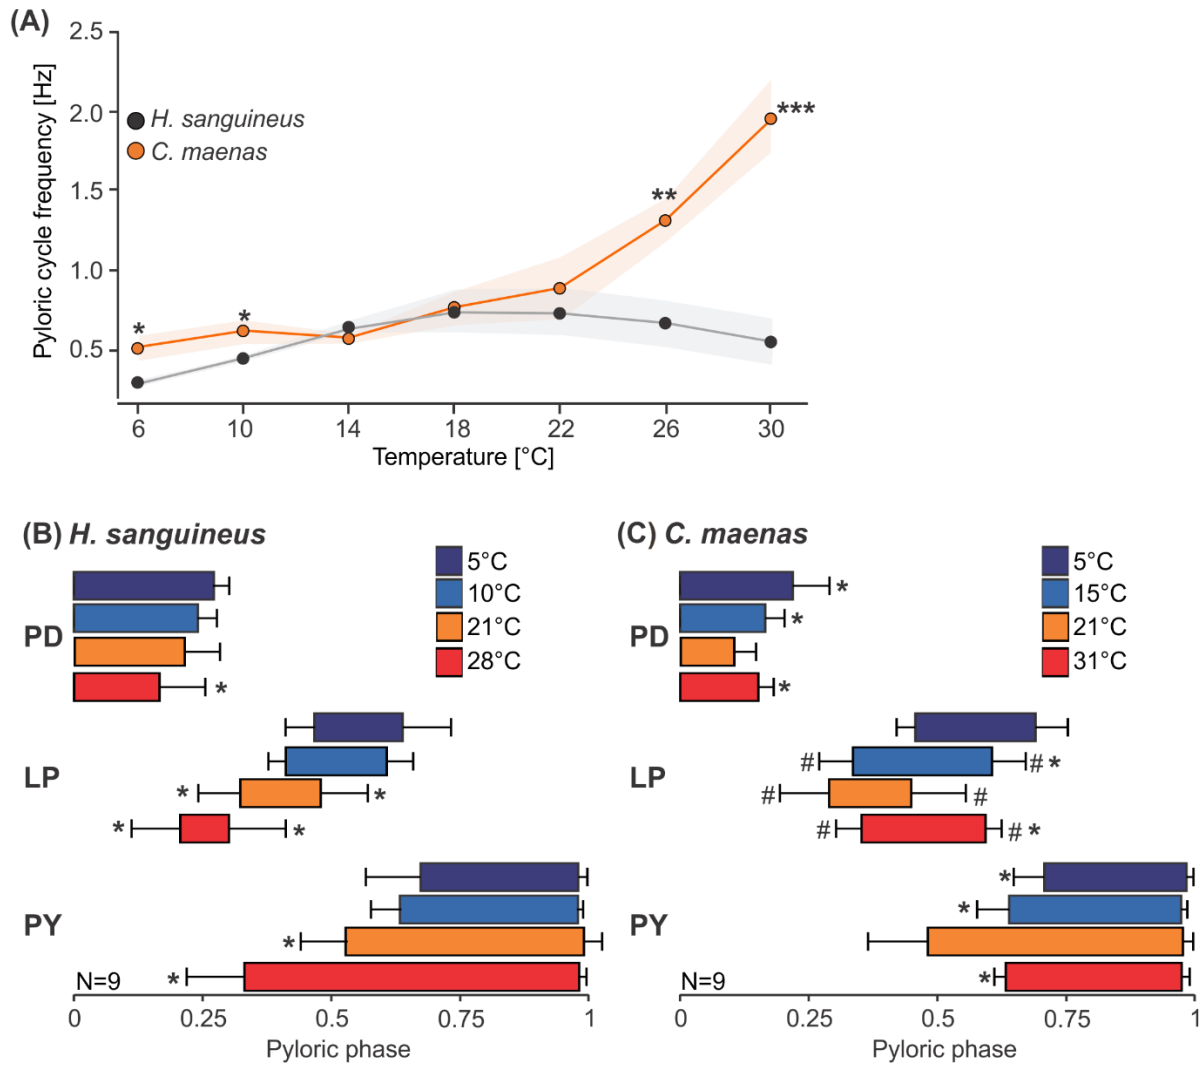 (A)
Pyloric cycle frequency [Hz]
2.5
2.0
1.5
1.0
0.5
H. sanguineus
C. maenas
*
*
**
***
6 10 14 18 22 26 30
Temperature [°C]
(B) H. sanguineus
5°C
10°C
21°C
28°C
PD
*
LP
* *
* *
PY
*
*
N=9
0 0.25 0.5 0.75 1
Pyloric phase
(C) C. maenas
5°C
15°C
21°C
31°C
PD
*
*
*
LP
# # *
# #
# # *
PY
*
*
*
N=9
0 0.25 0.5 0.75 1
Pyloric phase